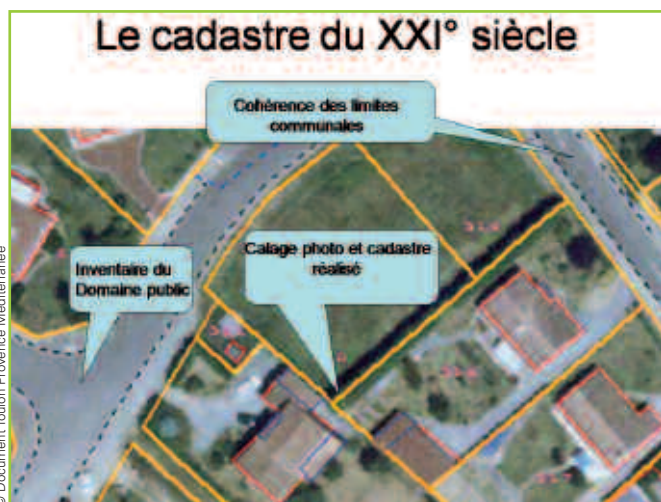 Le cadastre du XXI° siècle
Cohérence des limites
communales
Inventaire du
Domaine public
Calage photo et cadastre
réalisé
© Document Toulon Provence Méditerranée